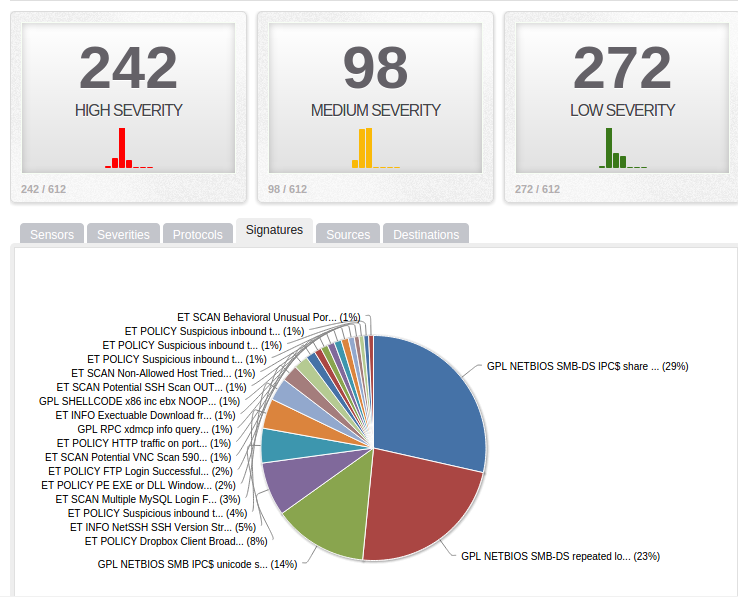 242
HIGH SEVERITY
242 / 612
98
MEDIUM SEVERITY
98 / 612
272
LOW SEVERITY
272 / 612
Sensors Severities Protocols Signatures Sources Destinations
ET SCAN Behavioral Unusual Por... (1%)
ET POLICY Suspicious inbound t... (1%)
ET POLICY Suspicious inbound t... (1%)
ET POLICY Suspicious inbound t... (1%)
ET SCAN Non-Allowed Host Tried... (1%)
ET SCAN Potential SSH Scan OUT... (1%)
GPL SHELLCODE x86 inc ebx NOOP... (1%)
ET INFO Exectuable Download fr... (1%)
GPL RPC xdmcp info query... (1%)
ET POLICY HTTP traffic on port... (1%)
ET SCAN Potential VNC Scan 590... (1%)
ET POLICY FTP Login Successful... (2%)
ET POLICY PE EXE or DLL Window... (2%)
ET SCAN Multiple MySQL Login F... (3%)
ET POLICY Suspicious inbound t... (4%)
ET INFO NetSSH SSH Version Str... (5%)
ET POLICY Dropbox Client Broad... (8%)
GPL NETBIOS SMB IPC$ unicode s... (14%)
GPL NETBIOS SMB-DS IPC$ share ... (29%)
GPL NETBIOS SMB-DS repeated lo... (23%)